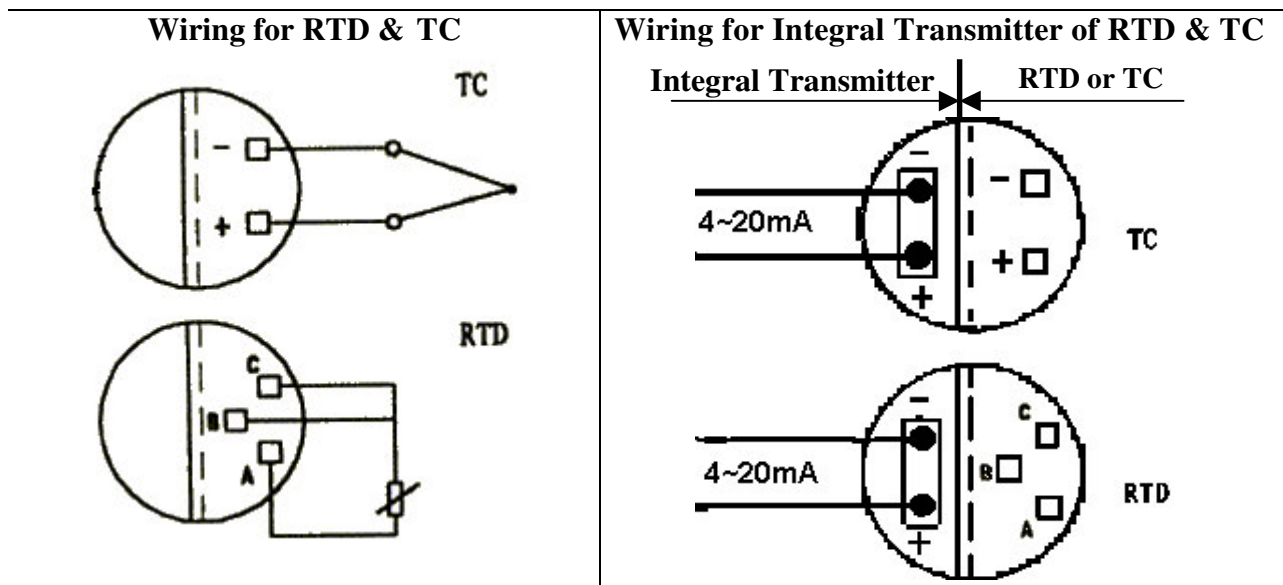 Wiring for RTD & TC
TC
-
+
RTD
C
B
A
Wiring for Integral Transmitter of RTD & TC
Integral Transmitter
RTD or TC
-
-
4~20mA
+
+
TC
-
C
4~20mA
B
A
+
RTD